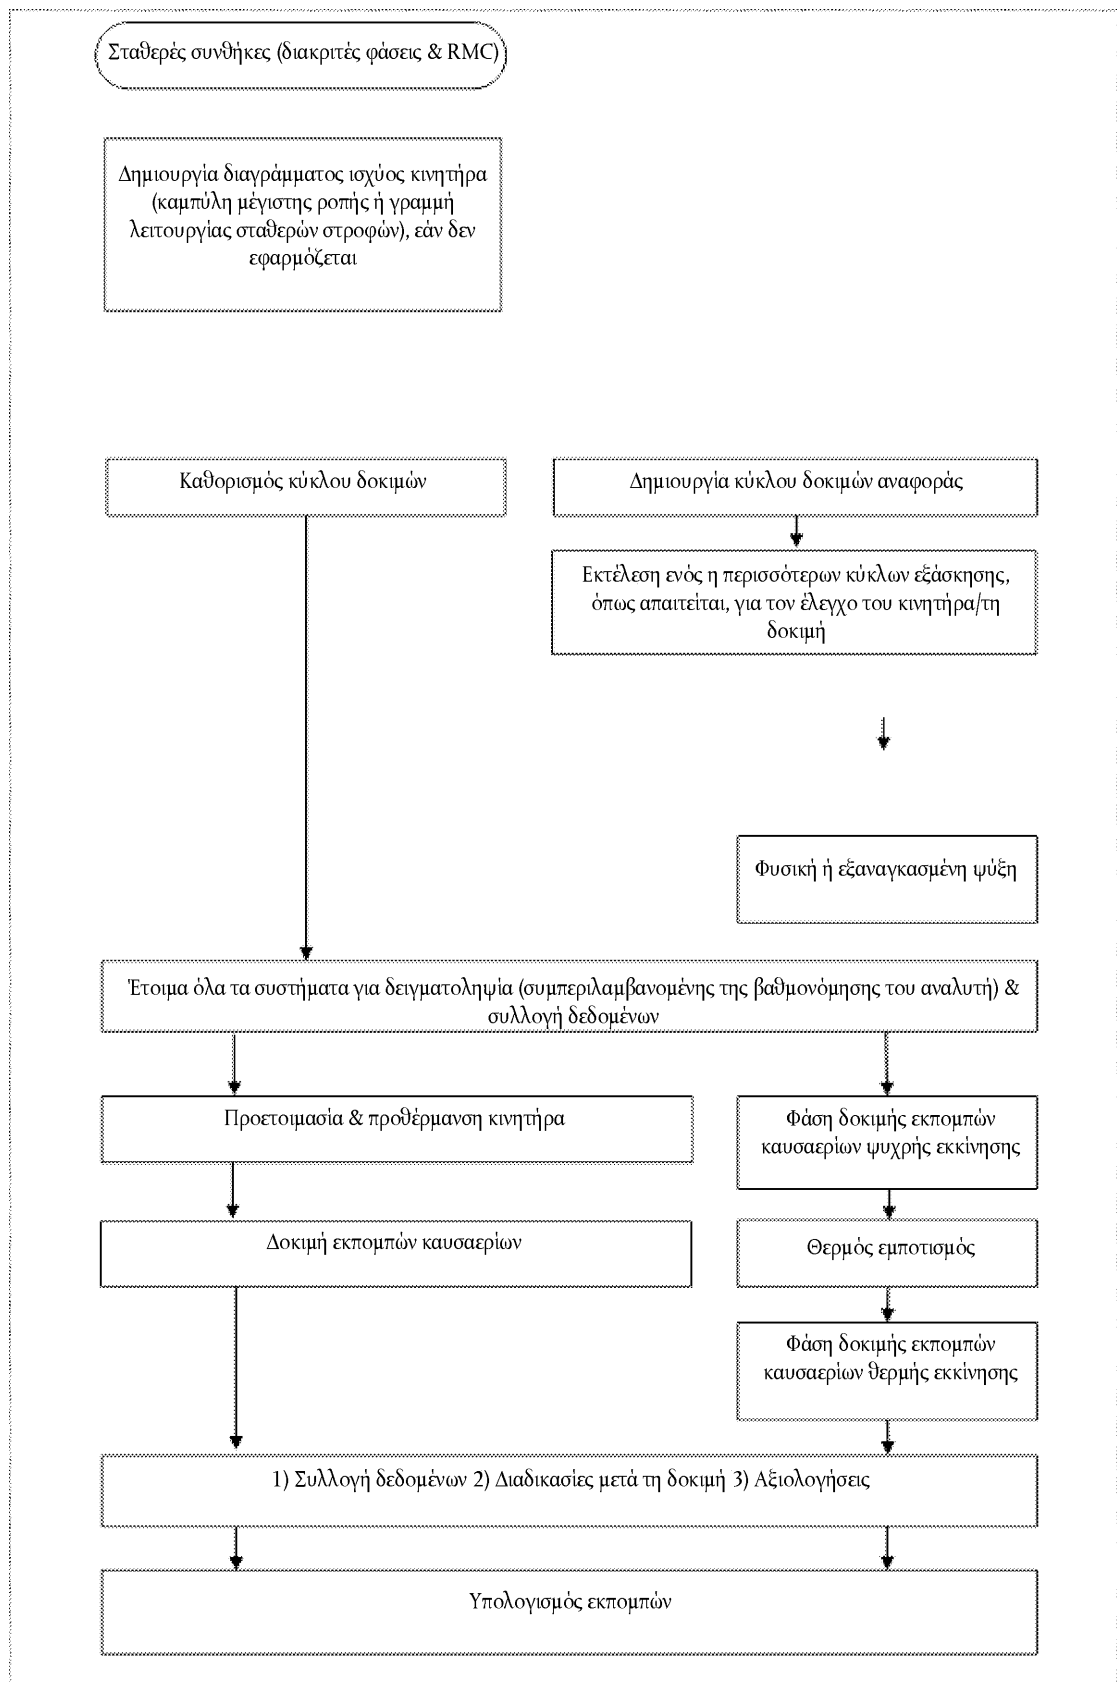 Σταθερές συνθήκες (διακριτές φάσεις & RMC)
Δημιουργία διαγράμματος ισχύος κινητήρα
(καμπύλη μέγιστης ροπής ή γραμμή
λειτουργίας σταθερών στροφών), εάν δεν
εφαρμόζεται
Καθορισμός κύκλου δοκιμών
Δημιουργία κύκλου δοκιμών αναφοράς
Εκτέλεση ενός η περισσότερων κύκλων εξάσκησης,
όπως απαιτείται, για τον έλεγχο του κινητήρα/τη
δοκιμή
Φυσική ή εξαναγκασμένη ψύξη
Έτοιμα όλα τα συστήματα για δειγματοληψία (συμπεριλαμβανομένης της βαθμονόμησης του αναλυτή) &
συλλογή δεδομένων
Προετοιμασία & προθέρμανση κινητήρα
Φάση δοκιμής εκπομπών
καυσαερίων ψυχρής εκκίνησης
Δοκιμή εκπομπών καυσαερίων
Θερμός εμποτισμός
Φάση δοκιμής εκπομπών
καυσαερίων θερμής εκκίνησης
1) Συλλογή δεδομένων 2) Διαδικασίες μετά τη δοκιμή 3) Αξιολογήσεις
Υπολογισμός εκπομπών